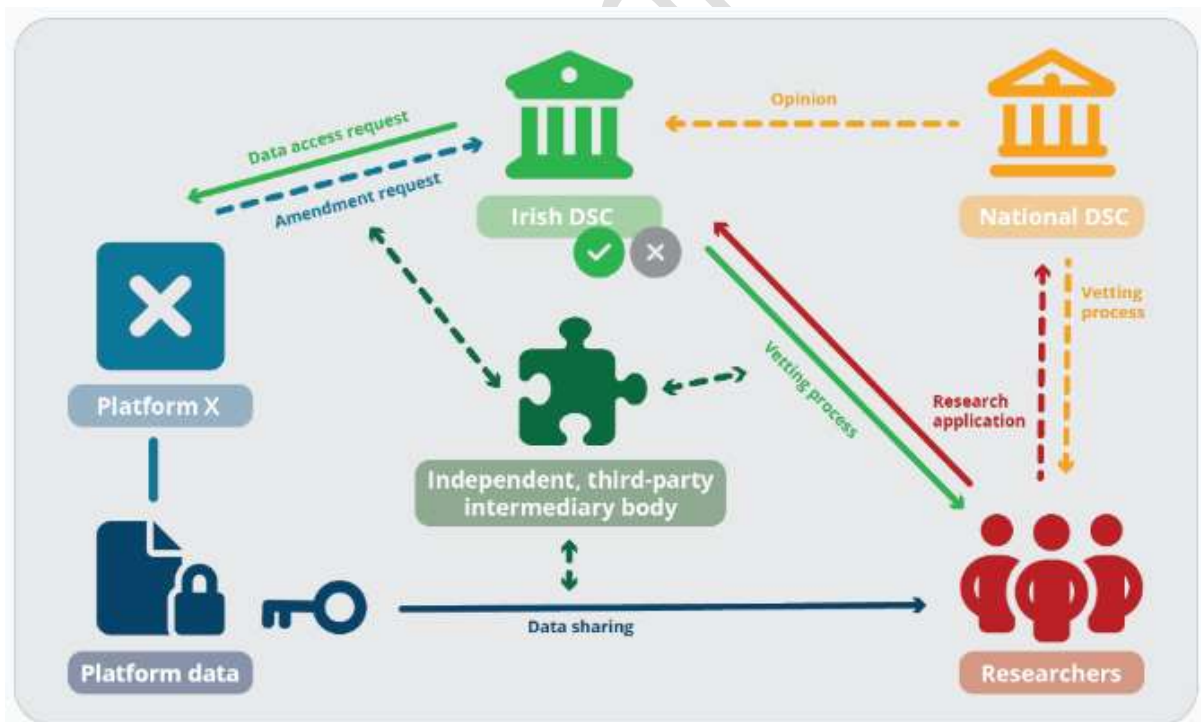 Opinion
Data access request
Amendment request
Irish DSC
National DSC
Vetting
process
Platform X
Vetting process
Research
application
Independent, third-party
intermediary body
Data sharing
Platform data
Researchers